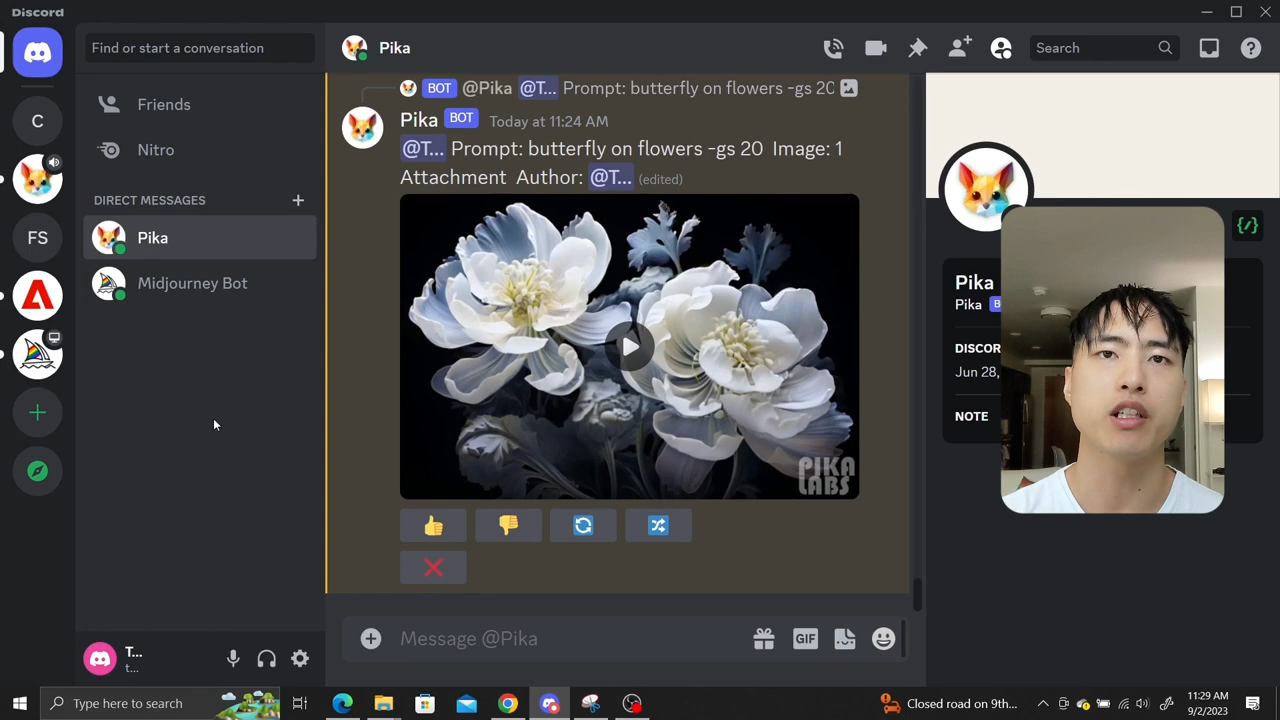 Discord
Find or start a conversation
Friends
Nitro
DIRECT MESSAGES
Pika
Midjourney Bot
C
FS
T...
t...
Pika
Search
BOT @Pika @T... Prompt: butterfly on flowers -gs 20
Pika BOT Today at 11:24 AM
@T... Prompt: butterfly on flowers -gs 20 Image: 1
Attachment Author: @T... (edited)
PIKA
LABS
Message @Pika
GIF
{/}
Pika
Pika
DISCOR
Jun 28,
NOTE
Type here to search
Closed road on 9th...
11:29 AM
9/2/2023